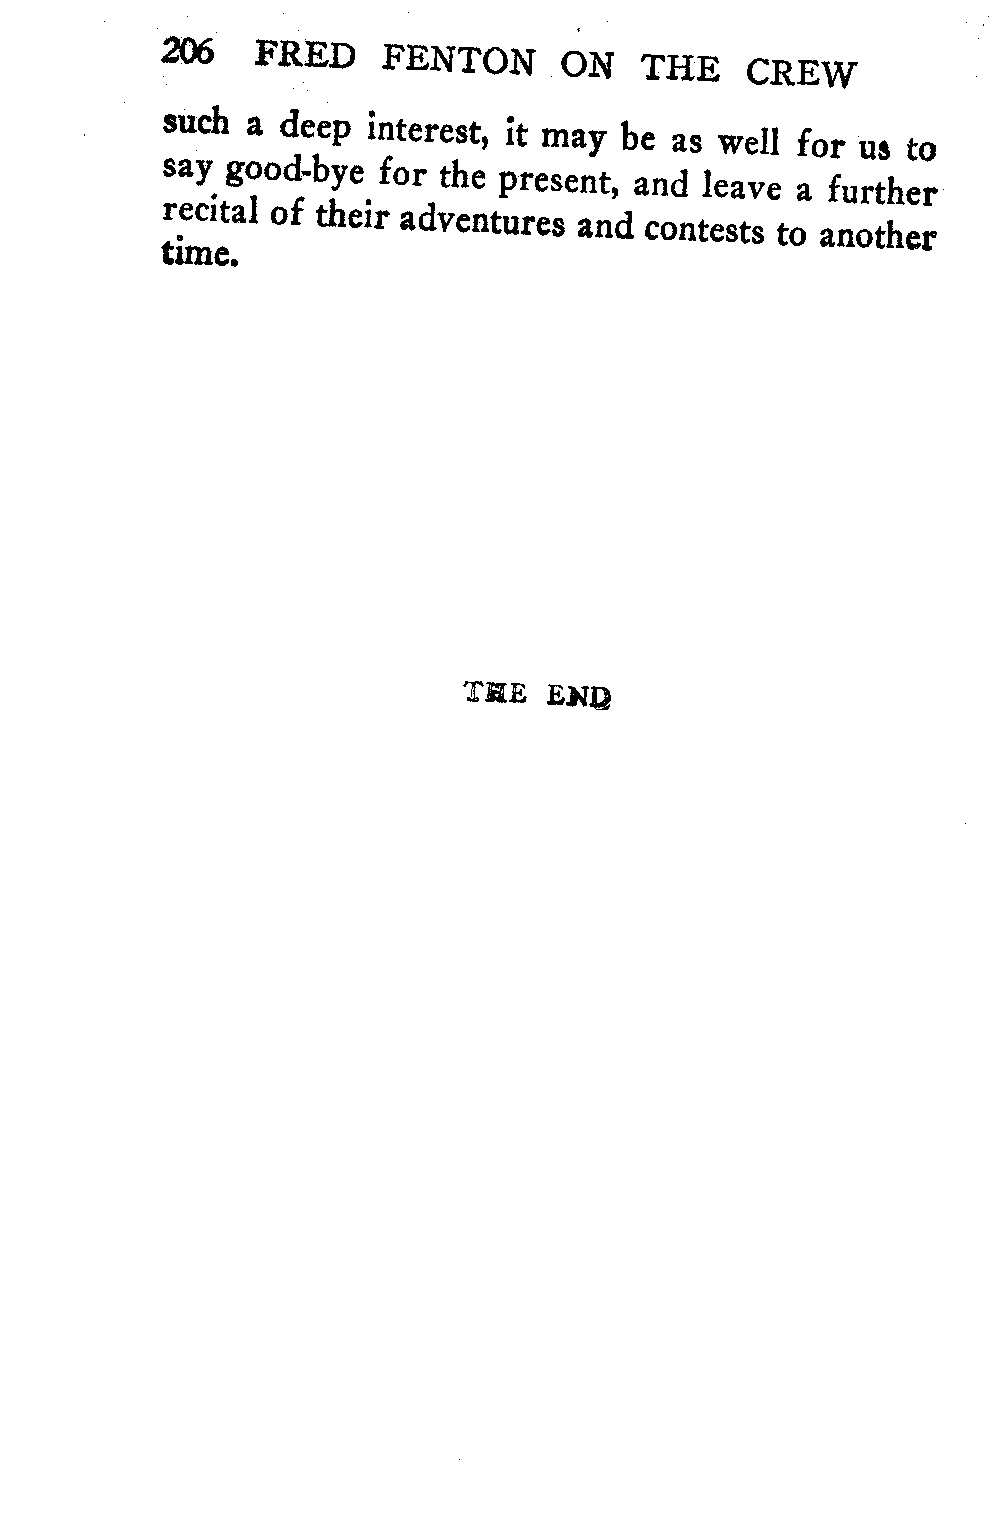 206 FRED FENTON ON THE CREW
such a deep interest, it may be as well for us to
say good-bye for the present, and leave a further
recital of their adventures and contests to another
time.
THE END